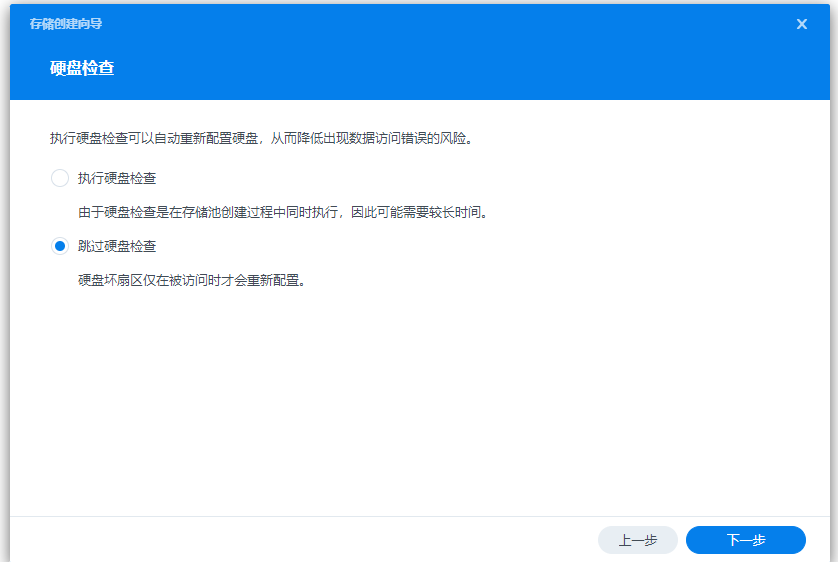 存储创建向导
硬盘检查
执行硬盘检查可以自动重新配置硬盘，从而降低出现数据访问错误的风险。
执行硬盘检查
由于硬盘检查是在存储池创建过程中同时执行，因此可能需要较长时间。
跳过硬盘检查
硬盘坏扇区仅在被访问时才会重新配置。
上一步
下一步